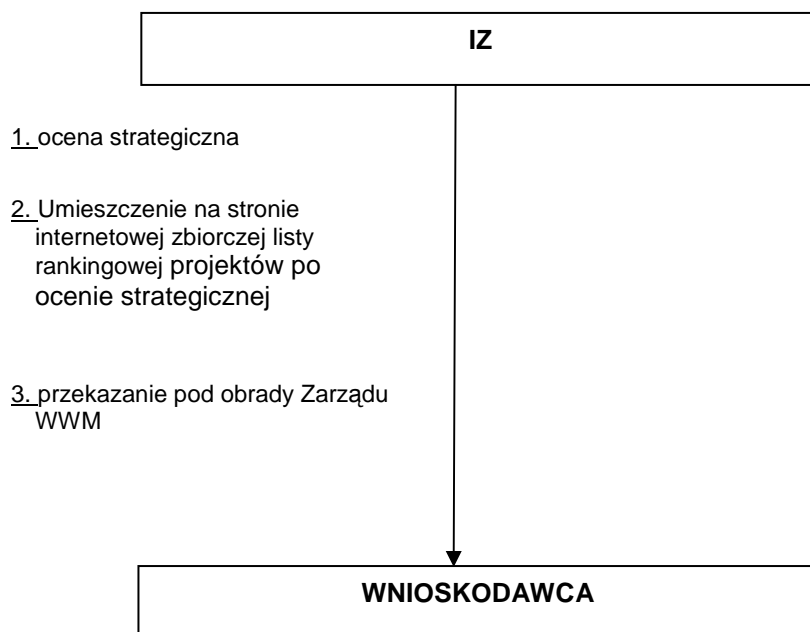 IZ
1. ocena strategiczna
2. Umieszczenie na stronie
internetowej zbiorczej listy
rankingowej projektów po
ocenie strategicznej
3. przekazanie pod obrady Zarządu
WWM
WNIOSKODAWCA